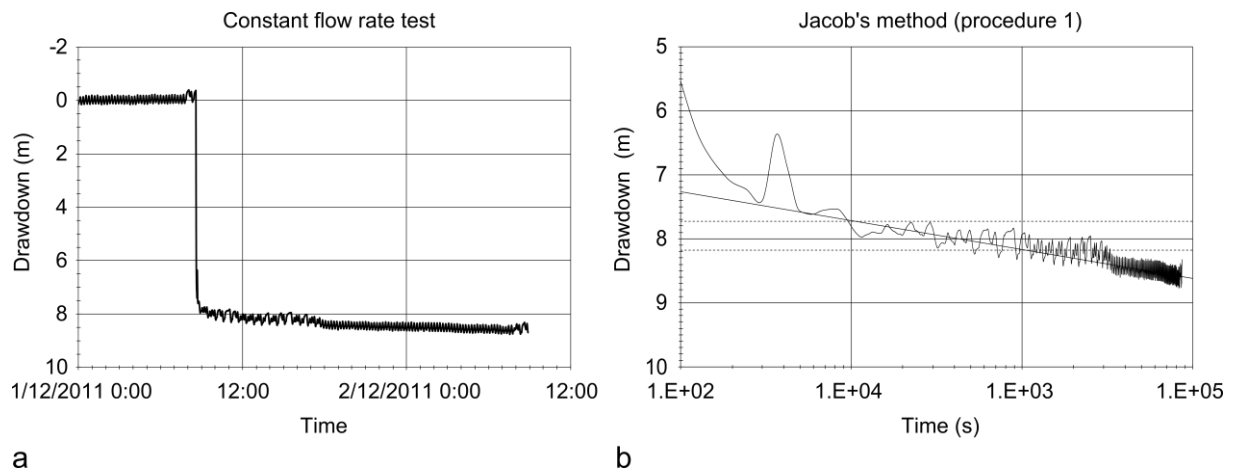 Constant flow rate test
-2
0
2
4
6
8
10
Drawdown (m)
1/12/2011 0:00 12:00 2/12/2011 0:00 12:00
Time
a
Jacob's method (procedure 1)
5
6
7
8
9
10
Drawdown (m)
1.E+02 1.E+04 1.E+03 1.E+05
Time (s)
b